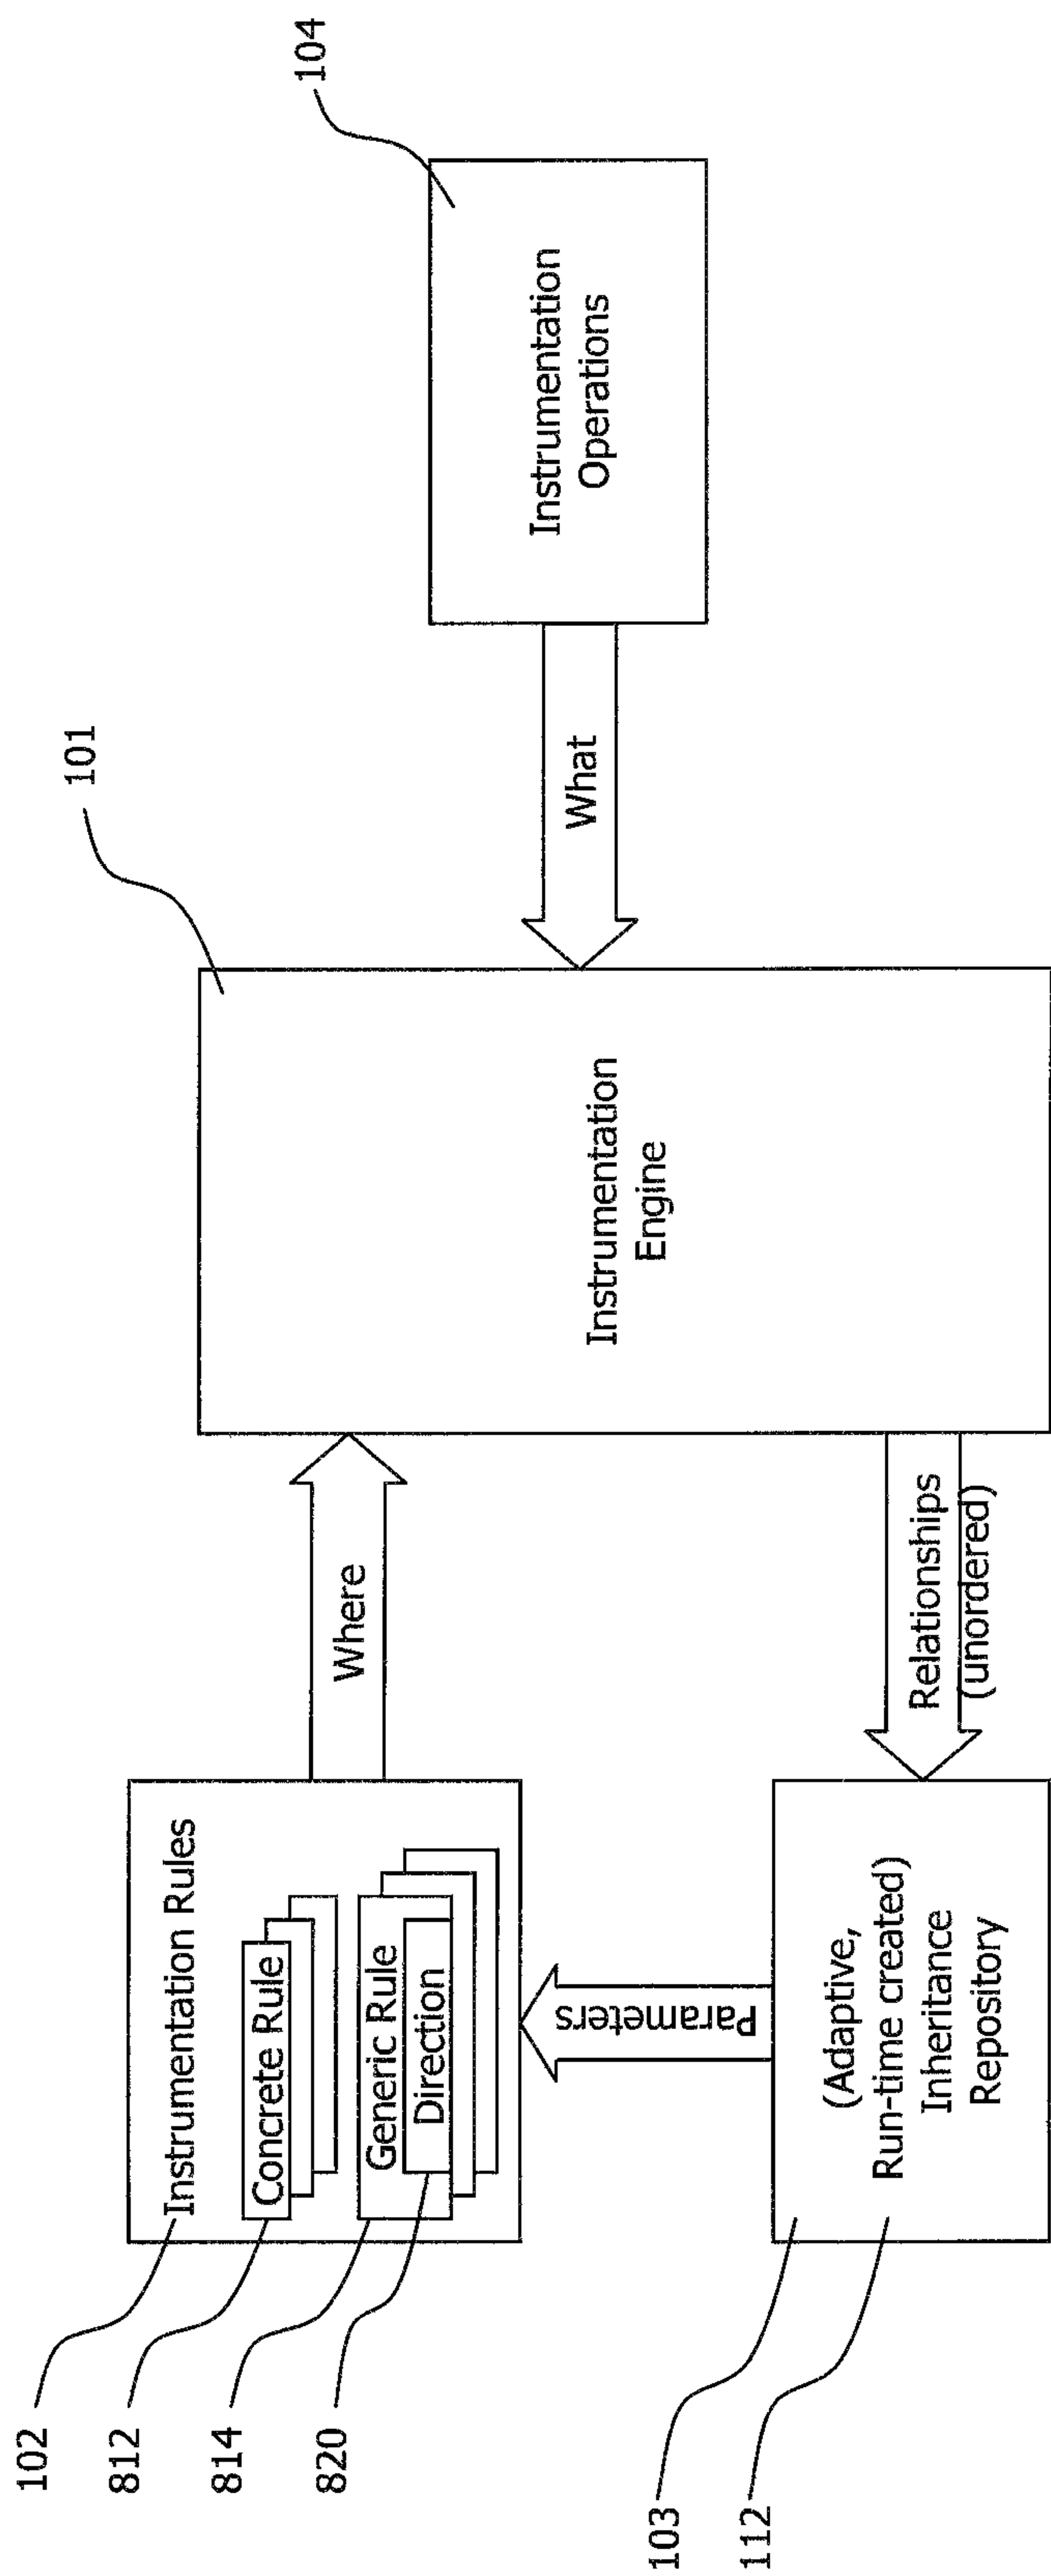 102
812
814
820
Instrumentation Rules
Concrete Rule
Generic Rule
Direction
Where
101
Instrumentation
Engine
What
104
Instrumentation
Operations
Parameters
Relationships
(unordered)
(Adaptive,
Run-time created)
Inheritance
Repository
103
112